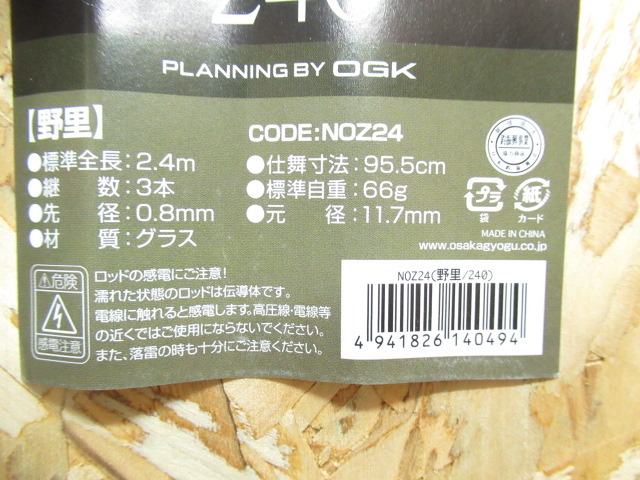 240
PLANNING BY OGK
【野里】
CODE:NOZ24
●標準全長:2.4m
●継 数:3本
●先 径:0.8mm
●材 質:グラス
●仕舞寸法:95.5cm
●標準自重:66g
●元 径:11.7mm
プラ
袋
紙
カード
MADE IN CHINA
www.osakagyogu.co.jp
危険
感電注意
ロッドの感電にご注意!
濡れた状態のロッドは伝導体です。
電線に触れると感電します。高圧線・電線等
の近くではご使用にならないでください。
また、落雷の時も十分にご注意ください。
NOZ24(野里/240)
4 941826 140494